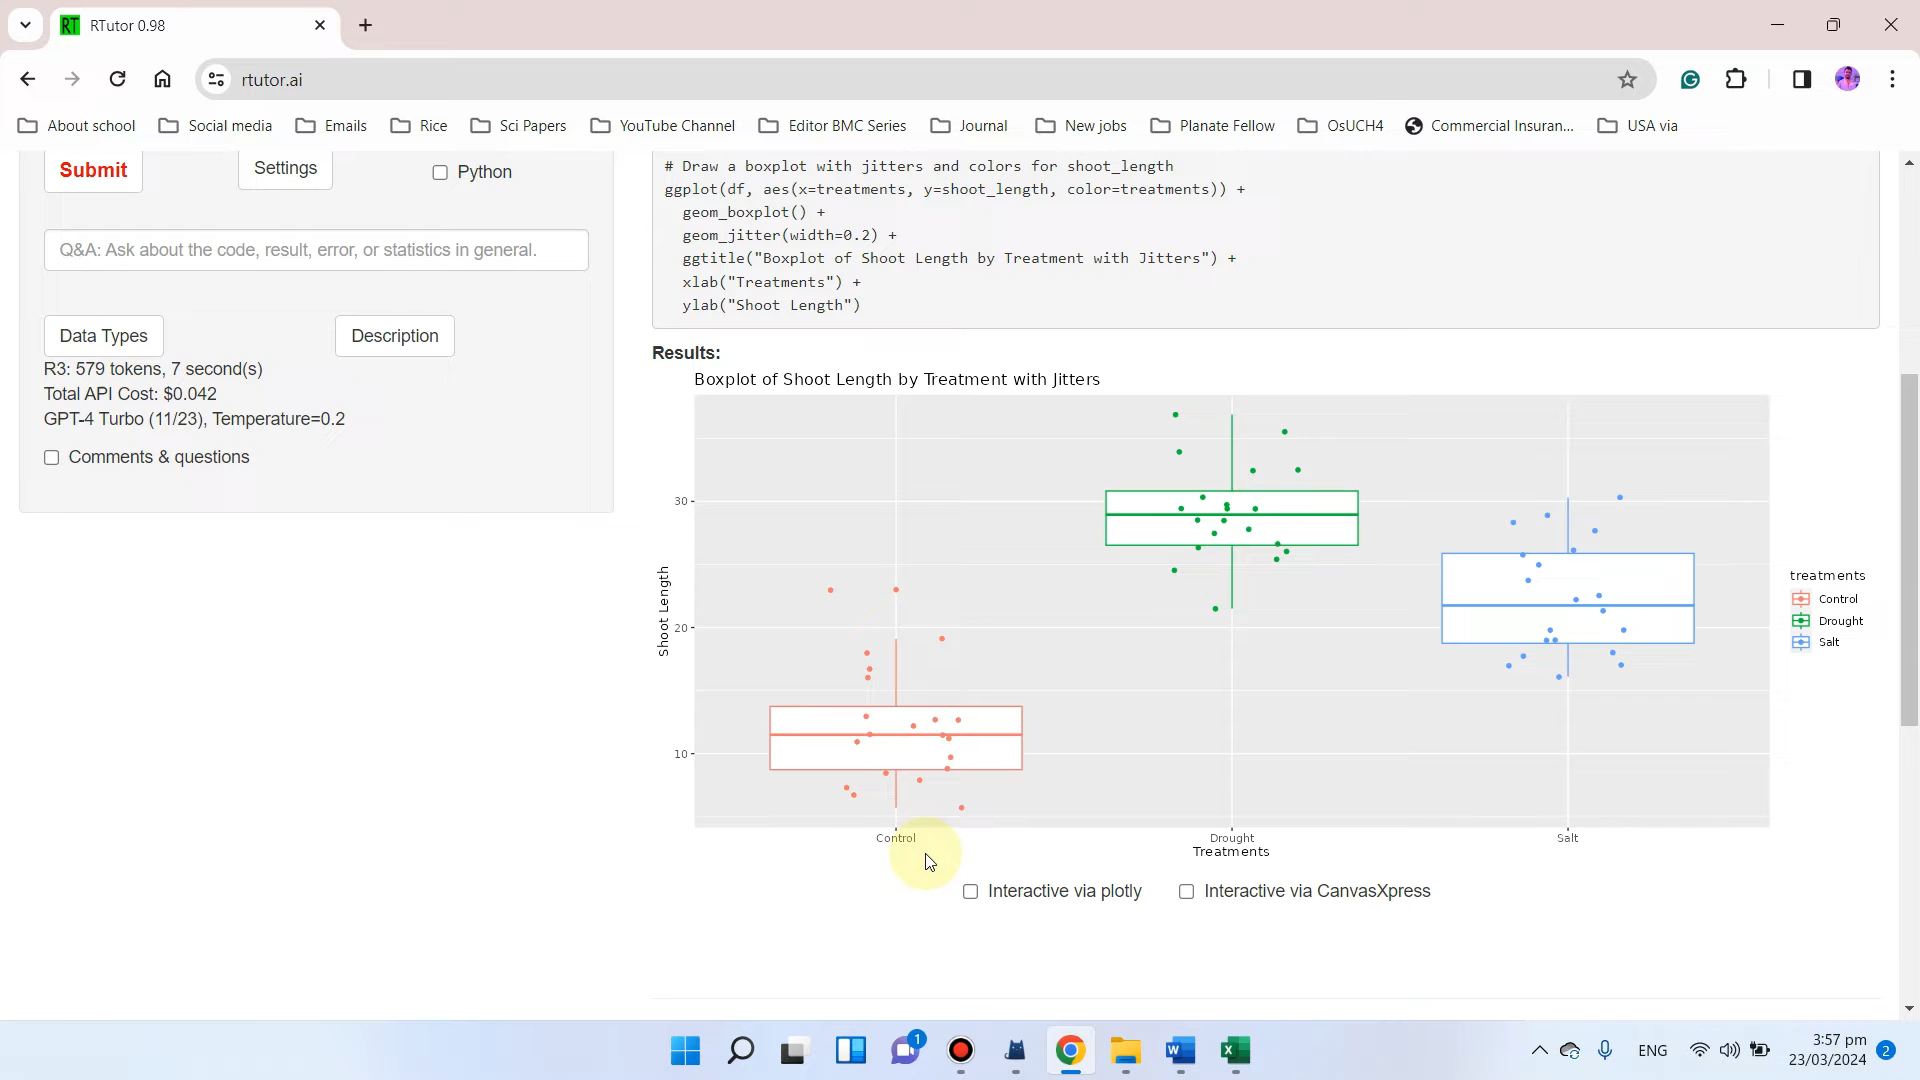 RT RTutor 0.98
rtutor.ai
About school Social media Emails Rice Sci Papers YouTube Channel Editor BMC Series Journal New jobs Planate Fellow OsUCH4 Commercial Insuran... USA via
Submit Settings Python
Q&A: Ask about the code, result, error, or statistics in general.
Data Types Description
R3: 579 tokens, 7 second(s)
Total API Cost: $0.042
GPT-4 Turbo (11/23), Temperature=0.2
Comments & questions
# Draw a boxplot with jitters and colors for shoot_length
ggplot(df, aes(x=treatments, y=shoot_length, color=treatments)) +
geom_boxplot() +
geom_jitter(width=0.2) +
ggtitle("Boxplot of Shoot Length by Treatment with Jitters") +
xlab("Treatments") +
ylab("Shoot Length")
Results:
Boxplot of Shoot Length by Treatment with Jitters
30
20
10
Shoot Length
Control Drought Salt
Treatments
treatments
Control
Drought
Salt
Interactive via plotly Interactive via CanvasXpress
1
ENG
3:57 pm
23/03/2024
2